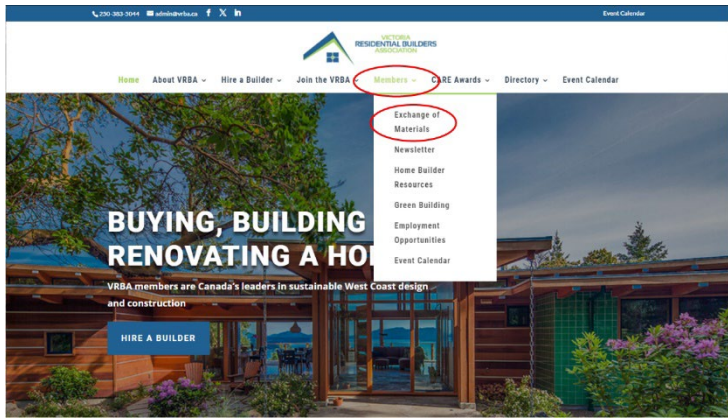 250-383-5044 admin@vrba.ca
Event Calendar
VICTORIA
RESIDENTIAL BUILDERS
ASSOCIATION
Home About VRBA Hire a Builder Join the VRBA Members CARE Awards Directory Event Calendar
Exchange of
Materials
Newsletter
Home Builder
Resources
Green Building
Employment
Opportunities
Event Calendar
BUYING, BUILDING
RENOVATING A HO
VRBA members are Canada's leaders in sustainable West Coast design
and construction
HIRE A BUILDER